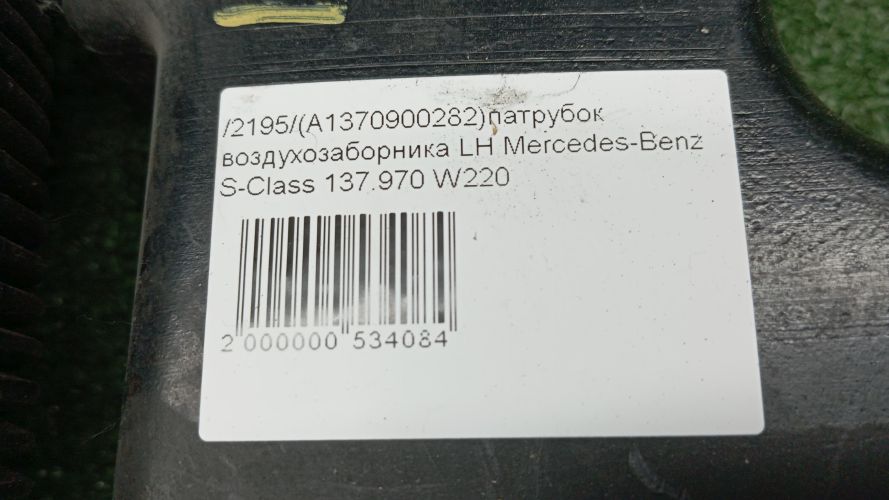 /2195/(A1370900282)патрубок
воздухозаборника LH Mercedes-Benz
S-Class 137.970 W220
2 000000 534084